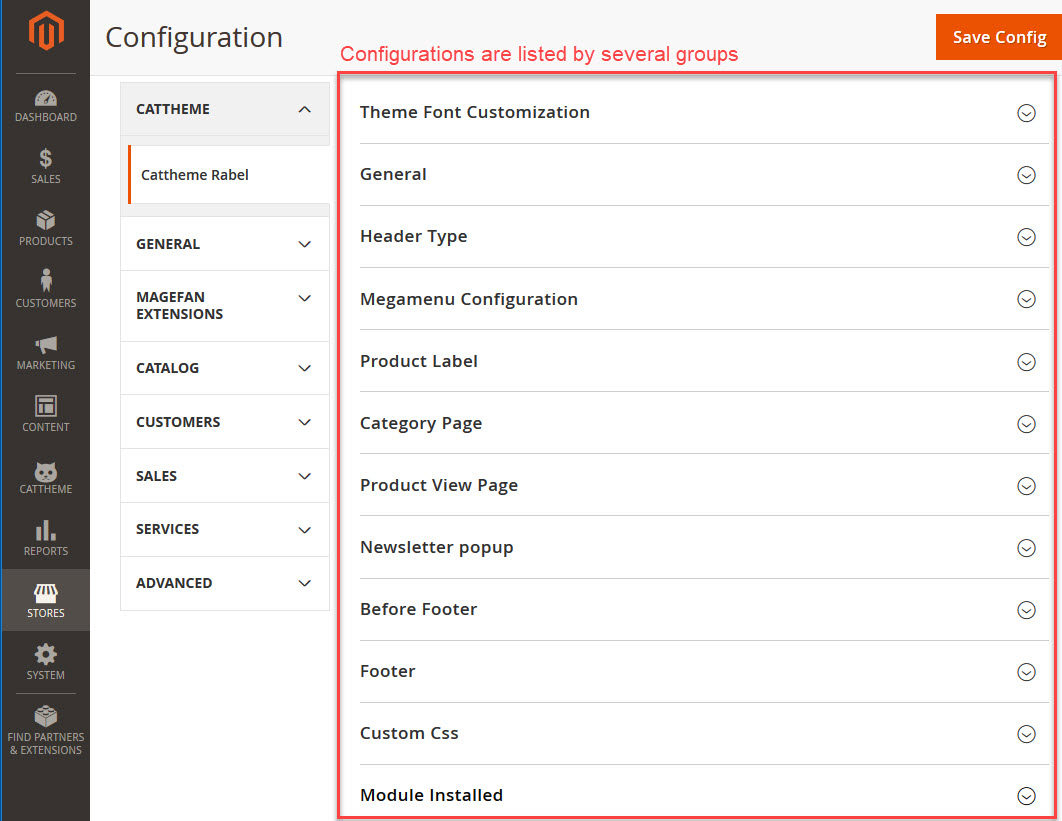 Configuration
Save Config
Configurations are listed by several groups
DASHBOARD
SALES
PRODUCTS
CUSTOMERS
MARKETING
CONTENT
CATTHEME
REPORTS
STORES
SYSTEM
FIND PARTNERS
& EXTENSIONS
CATTHEME
Cattheme Rabel
GENERAL
MAGEFAN
EXTENSIONS
CATALOG
CUSTOMERS
SALES
SERVICES
ADVANCED
Theme Font Customization
General
Header Type
Megamenu Configuration
Product Label
Category Page
Product View Page
Newsletter popup
Before Footer
Footer
Custom Css
Module Installed